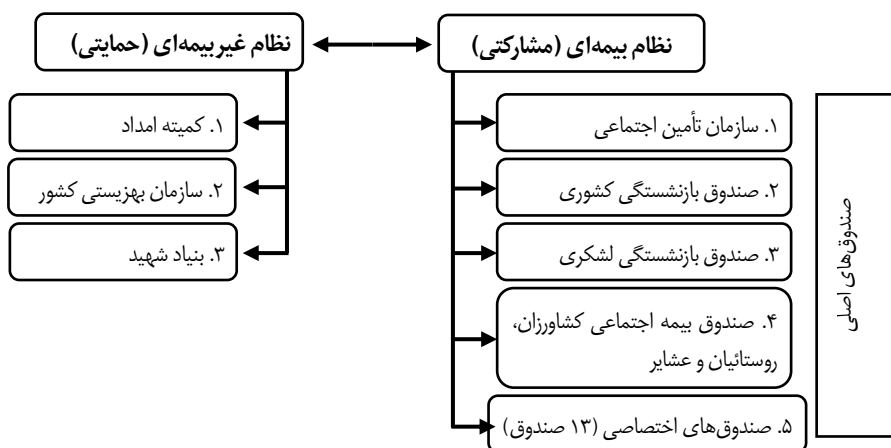 نظام بیمه‌ای (مشارکتی)
نظام غیربیمه‌ای (حمایتی)
صندوق‌های اصلی
۱. سازمان تأمین اجتماعی
۲. صندوق بازنشستگی کشوری
۳. صندوق بازنشستگی لشکری
۴. صندوق بیمه اجتماعی کشاورزان،
روستائیان و عشایر
۵. صندوق‌های اختصاصی (۱۳ صندوق)
۱. کمیته امداد
۲. سازمان بهزیستی کشور
۳. بنیاد شهید